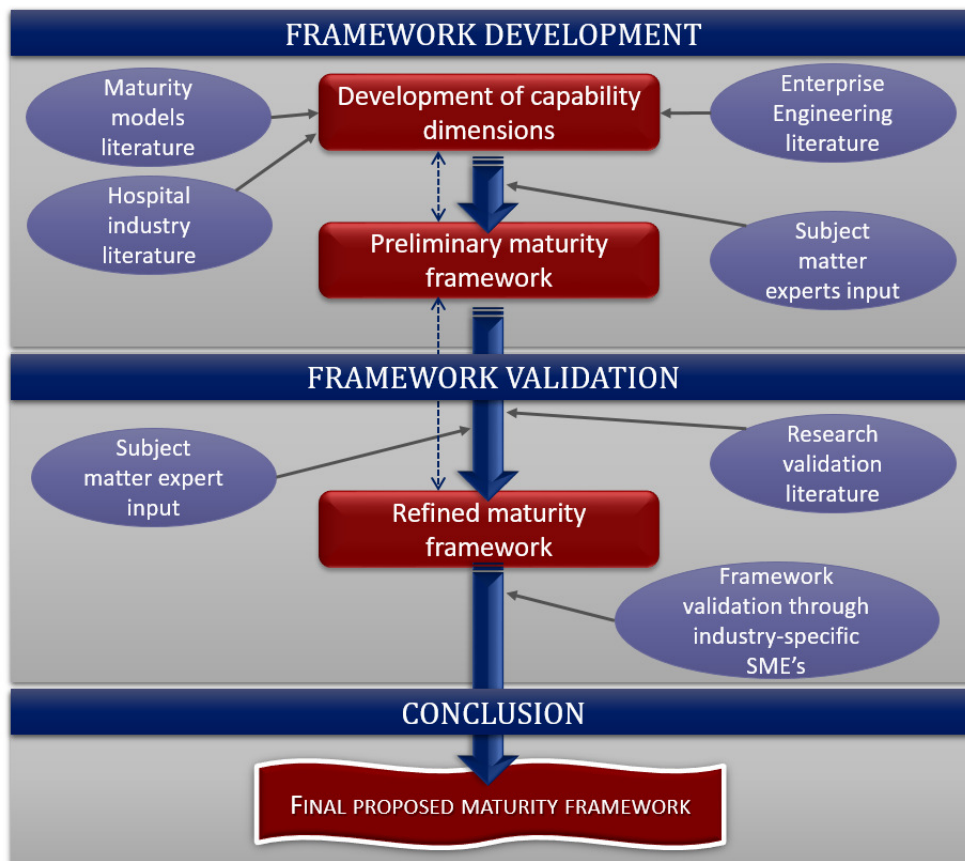 FRAMEWORK DEVELOPMENT
Maturity
models
literature
Development of capability
dimensions
Enterprise
Engineering
literature
Hospital
industry
literature
Preliminary maturity
framework
Subject
matter
experts input
FRAMEWORK VALIDATION
Subject
matter expert
input
Research
validation
literature
Refined maturity
framework
Framework
validation through
industry-specific
SME's
CONCLUSION
FINAL PROPOSED MATURITY FRAMEWORK